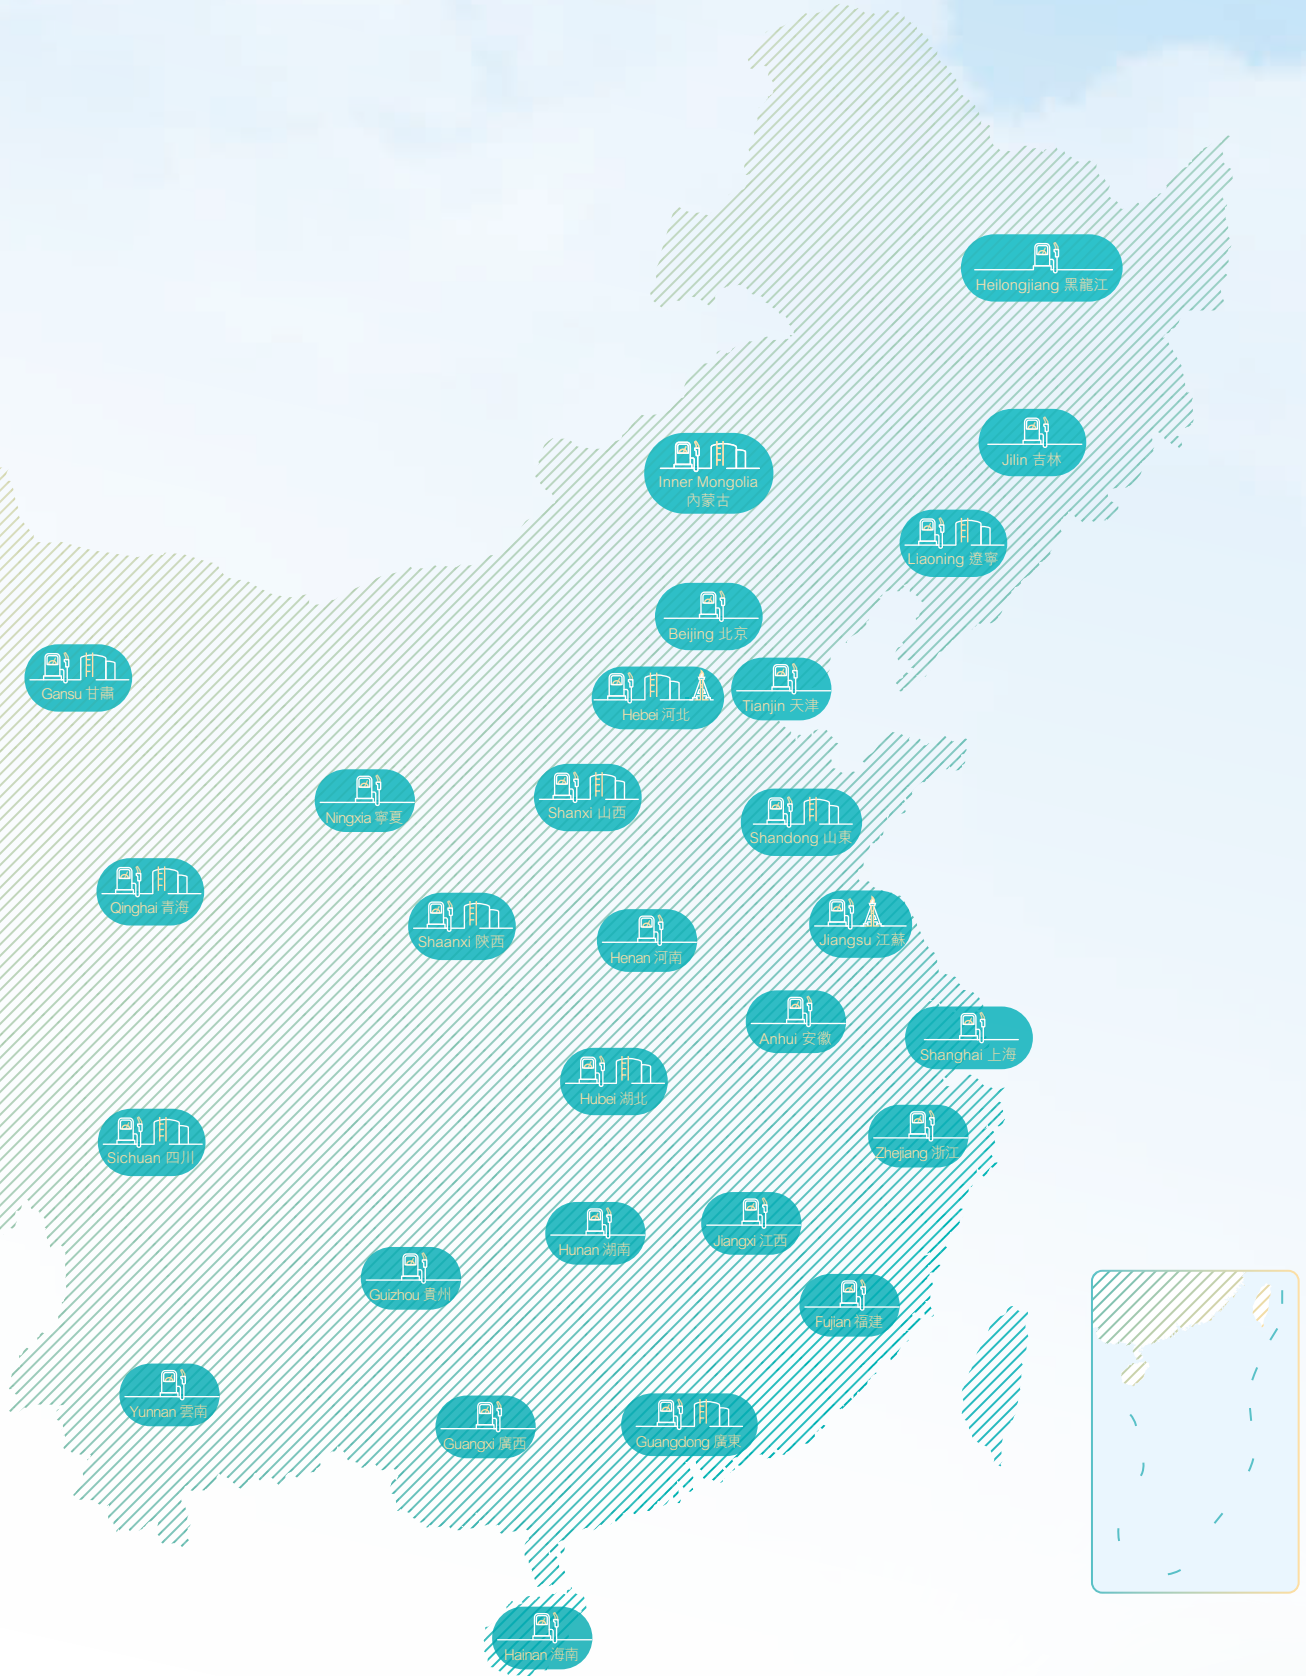 Heilongjiang 黑龍江
Jilin 吉林
Inner Mongolia
內蒙古
Liaoning 遼寧
Beijing 北京
Gansu 甘肅
Hebei 河北
Tianjin 天津
Ningxia 寧夏
Shanxi 山西
Shandong 山東
Qinghai 青海
Shaanxi 陝西
Henan 河南
Jiangsu 江蘇
Anhui 安徽
Shanghai 上海
Hubei 湖北
Sichuan 四川
Zhejiang 浙江
Hunan 湖南
Jiangxi 江西
Guizhou 貴州
Fujian 福建
Yunnan 雲南
Guangxi 廣西
Guangdong 廣東
Hainan 海南